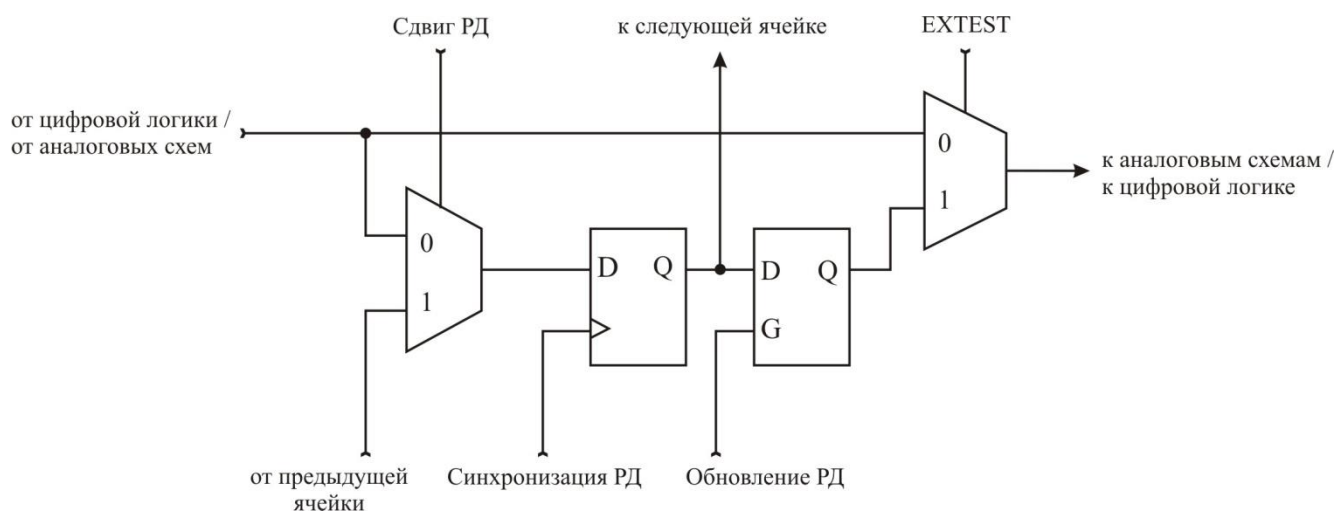 Сдвиг РД
к следующей ячейке
EXTEST
от цифровой логики /
от аналоговых схем
0
1
к аналоговым схемам /
к цифровой логике
0
1
D Q
D Q
G
от предыдущей
ячейки
Синхронизация РД
Обновление РД